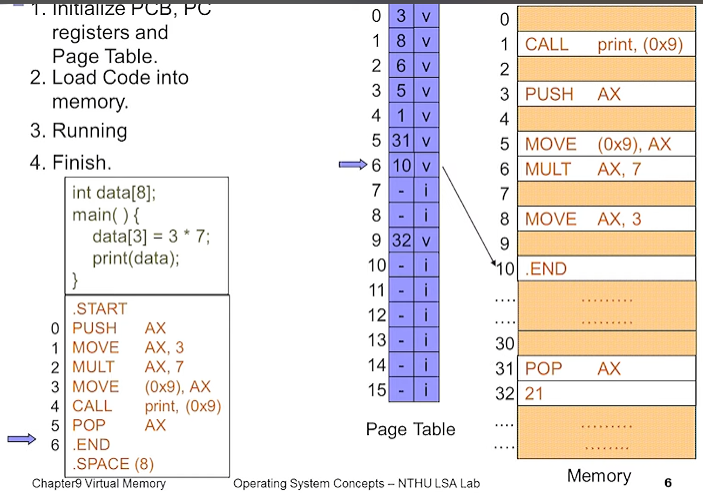 1. Initialize PCB, PC
registers and
Page Table.
2. Load Code into
memory.
3. Running
4. Finish.
int data[8];
main( ) {
data[3] = 3 * 7;
print(data);
}
.START
0 PUSH AX
1 MOVE AX, 3
2 MULT AX, 7
3 MOVE (0x9), AX
4 CALL print, (0x9)
5 POP AX
6 .END
.SPACE (8)
0 3 v
1 8 v
2 6 v
3 5 v
4 1 v
5 31 v
6 10 v
7 - i
8 - i
9 32 v
10 - i
11 - i
12 - i
13 - i
14 - i
15 - i
Page Table
0
1 CALL print, (0x9)
2
3 PUSH AX
4
5 MOVE (0x9), AX
6 MULT AX, 7
7
8 MOVE AX, 3
9
10 .END
.... .........
.... .........
30
31 POP AX
32 21
.... .........
.... ........
Memory
Chapter9 Virtual Memory
Operating System Concepts – NTHU LSA Lab
6